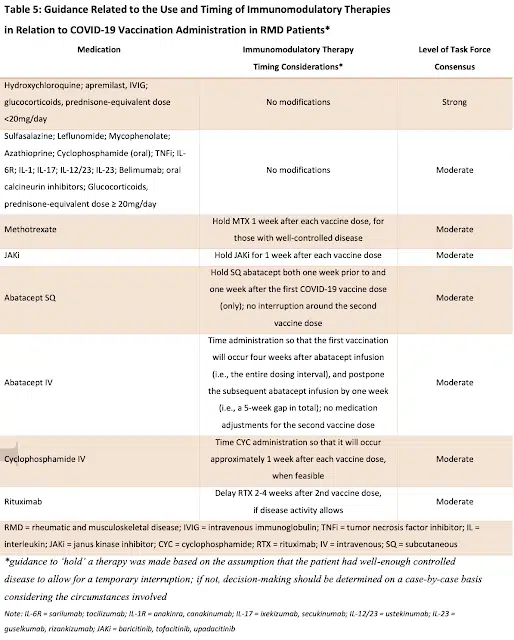 Table 5: Guidance Related to the Use and Timing of Immunomodulatory Therapies
in Relation to COVID-19 Vaccination Administration in RMD Patients*
Medication
Immunomodulatory Therapy
Timing Considerations*
Level of Task Force
Consensus
Hydroxychloroquine; apremilast, IVIG;
glucocorticoids, prednisone-equivalent dose
<20mg/day
No modifications
Strong
Sulfasalazine; Leflunomide; Mycophenolate;
Azathioprine; Cyclophosphamide (oral); TNFi; IL-
6R; IL-1; IL-17; IL-12/23; IL-23; Belimumab; oral
calcineurin inhibitors; Glucocorticoids,
prednisone-equivalent dose ≥ 20mg/day
No modifications
Moderate
Methotrexate
Hold MTX 1 week after each vaccine dose, for
those with well-controlled disease
Moderate
JAKi
Hold JAKi for 1 week after each vaccine dose
Moderate
Abatacept SQ
Hold SQ abatacept both one week prior to and
one week after the first COVID-19 vaccine dose
(only); no interruption around the second
vaccine dose
Moderate
Abatacept IV
Time administration so that the first vaccination
will occur four weeks after abatacept infusion
(i.e., the entire dosing interval), and postpone
the subsequent abatacept infusion by one week
(i.e., a 5-week gap in total); no medication
adjustments for the second vaccine dose
Moderate
Cyclophosphamide IV
Time CYC administration so that it will occur
approximately 1 week after each vaccine dose,
when feasible
Moderate
Rituximab
Delay RTX 2-4 weeks after 2nd vaccine dose,
if disease activity allows
Moderate
RMD = rheumatic and musculoskeletal disease; IVIG = intravenous immunoglobulin; TNFi = tumor necrosis factor inhibitor; IL =
interleukin; JAKi = janus kinase inhibitor; CYC = cyclophosphamide; RTX = rituximab; IV = intravenous; SQ = subcutaneous
*guidance to 'hold' a therapy was made based on the assumption that the patient had well-enough controlled
disease to allow for a temporary interruption; if not, decision-making should be determined on a case-by-case basis
considering the circumstances involved
Note: IL-6R = sarilumab; tocilizumab; IL-1R = anakinra, canakinumab; IL-17 = ixekizumab, secukinumab; IL-12/23 = ustekinumab; IL-23 =
guselkumab, rizankizumab; JAKi = baricitinib, tofacitinib, upadacitinib